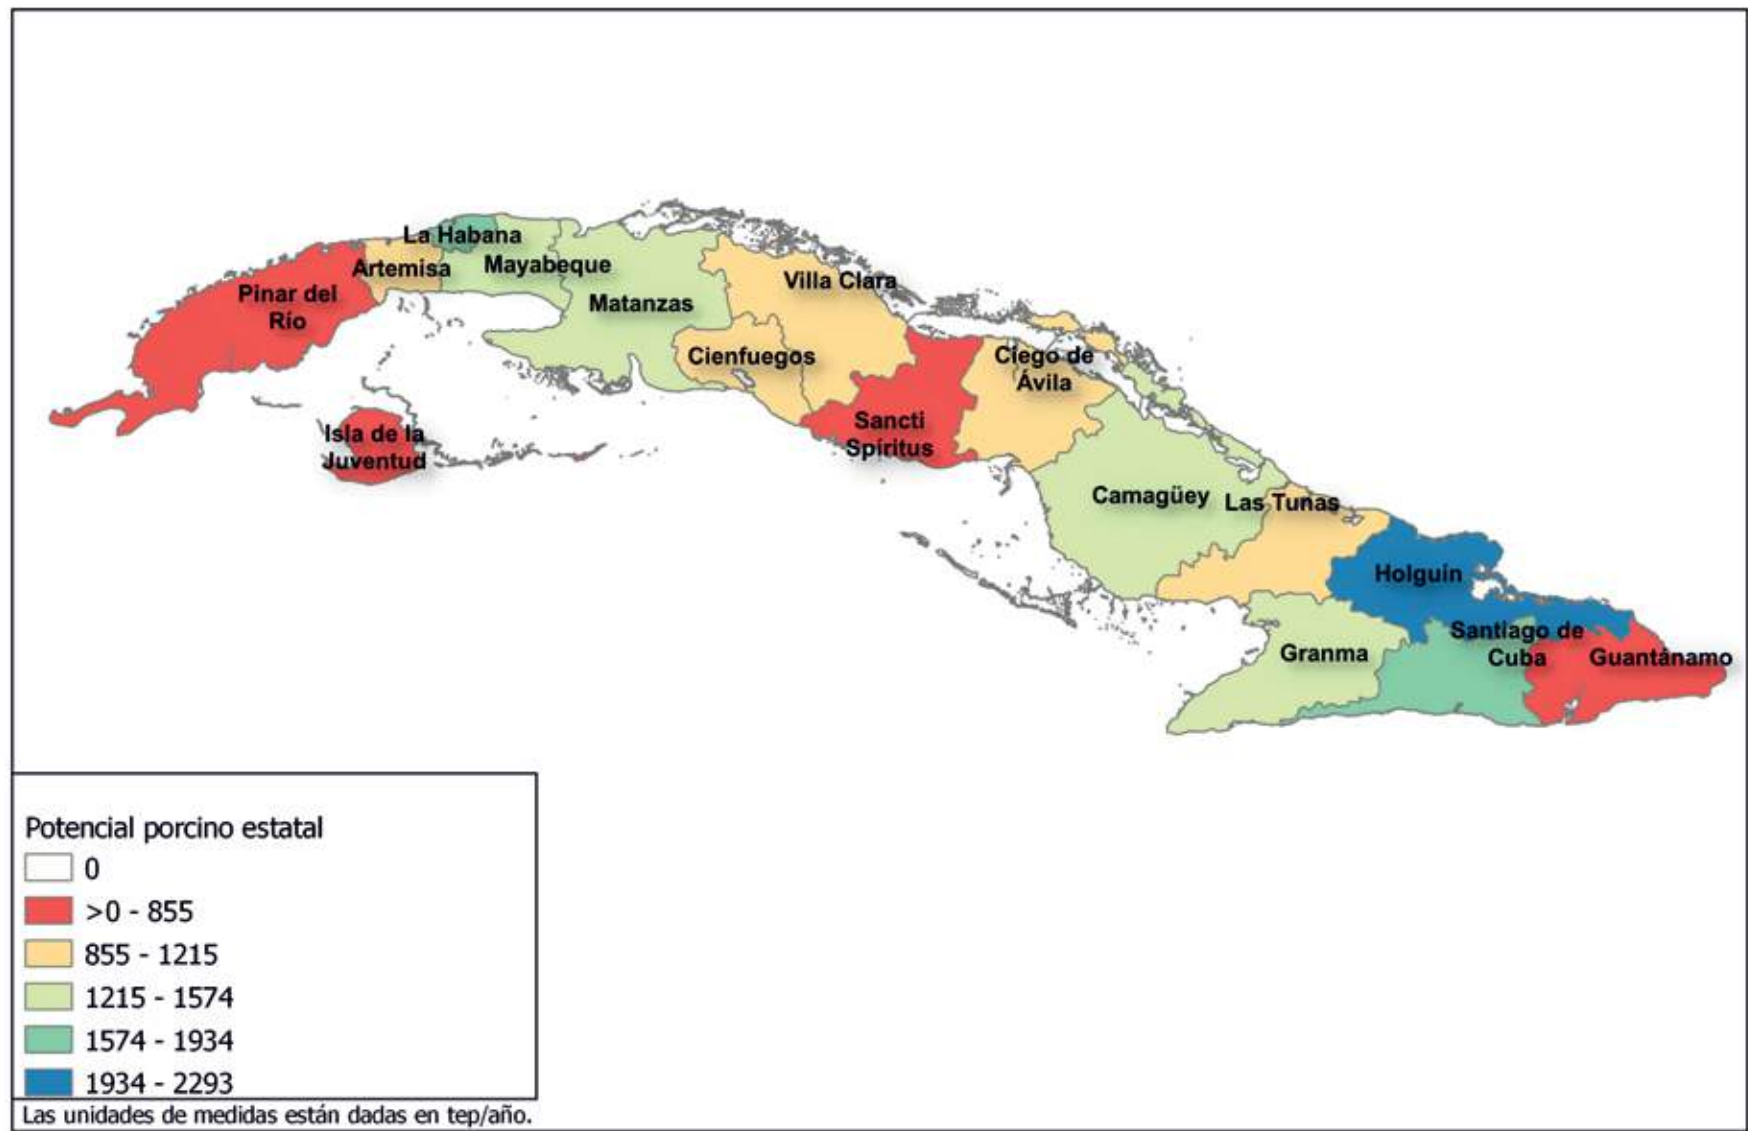 La Habana
Artemisa
Mayabeque
Pinar del
Río
Matanzas
Villa Clara
Cienfuegos
Ciego de
Ávila
Isla de la
Juventud
Sancti
Spíritus
Camagüey
Las Tunas
Holguín
Granma
Santiago de
Cuba
Guantánamo
Potencial porcino estatal
0
>0 - 855
855 - 1215
1215 - 1574
1574 - 1934
1934 - 2293
Las unidades de medidas están dadas en tep/año.